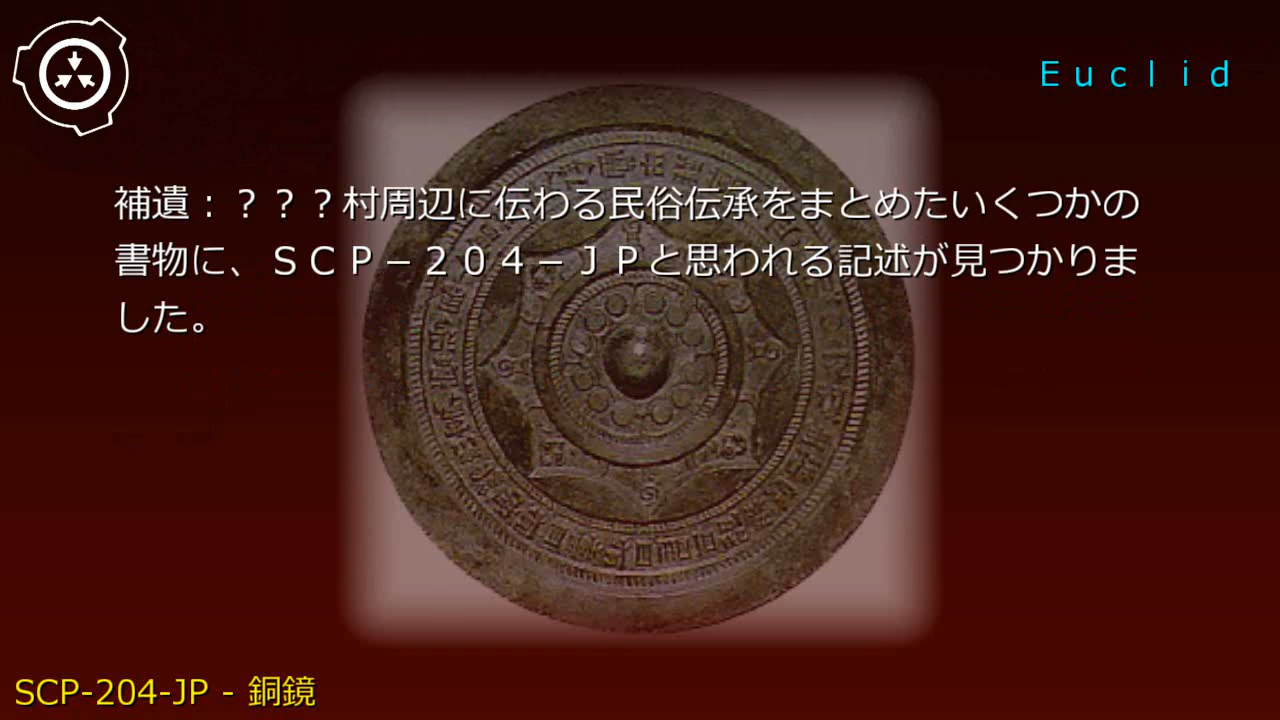 Ｅｕｃｌｉｄ
補遺：？？？村周辺に伝わる民俗伝承をまとめたいくつかの
書物に、ＳＣＰ－２０４－ＪＰと思われる記述が見つかりま
した。
SCP-204-JP - 銅鏡